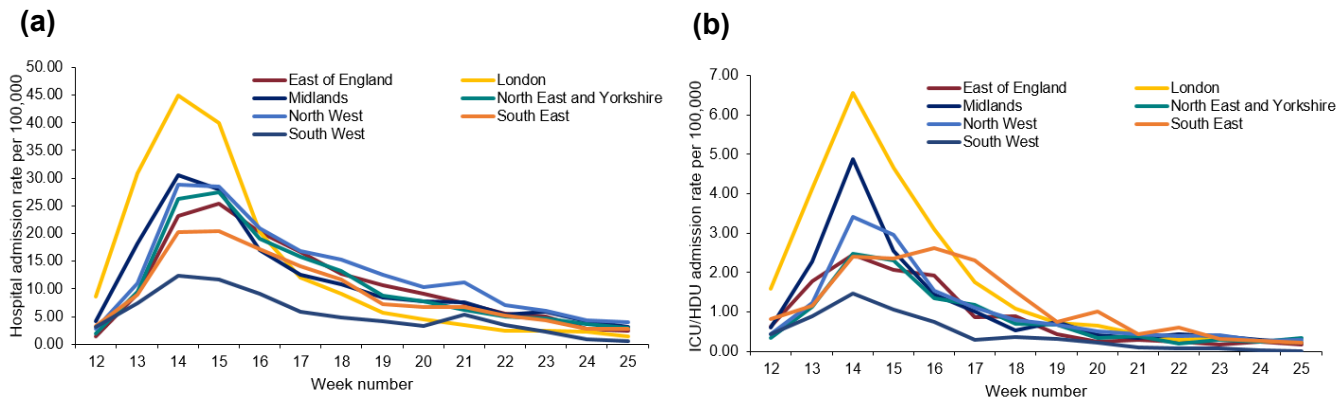 (a)
Hospital admission rate per 100,000
50.00
45.00
40.00
35.00
30.00
25.00
20.00
15.00
10.00
5.00
0.00
East of England London
Midlands North East and Yorkshire
North West South East
South West
12 13 14 15 16 17 18 19 20 21 22 23 24 25
Week number
(b)
ICU/HDU admission rate per 100,000
7.00
6.00
5.00
4.00
3.00
2.00
1.00
0.00
East of England London
Midlands North East and Yorkshire
North West South East
South West
12 13 14 15 16 17 18 19 20 21 22 23 24 25
Week number